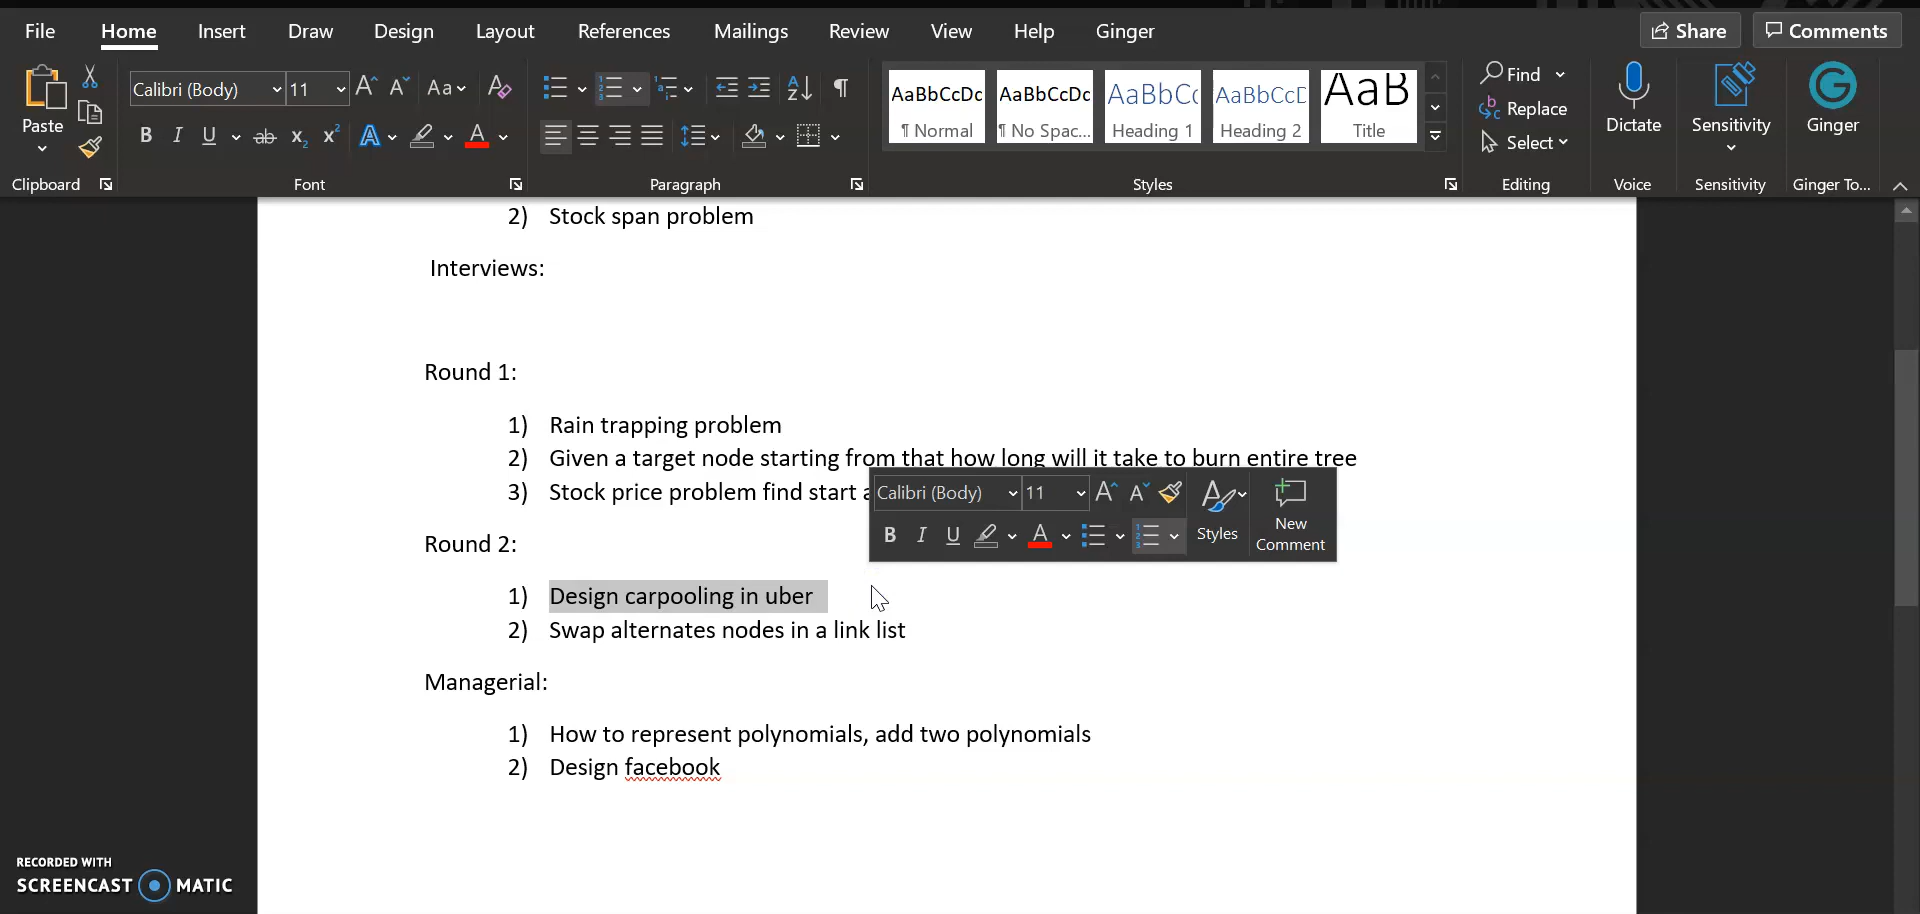 File Home Insert Draw Design Layout References Mailings Review View Help Ginger Share Comments
Calibri (Body) 11 Aa
Paste
B I U ab x₂ x² A A
AaBbCcDc AaBbCcDc AaBbCc AaBbCcD AaB
¶ Normal ¶ No Spac... Heading 1 Heading 2 Title
Find
Replace
Select
Dictate Sensitivity Ginger
Clipboard Font Paragraph Styles Editing Voice Sensitivity Ginger To...
2) Stock span problem
Interviews:
Round 1:
1) Rain trapping problem
2) Given a target node starting from that how long will it take to burn entire tree
3) Stock price problem find start a
Calibri (Body) 11 A A
B I U A Styles New Comment
Round 2:
1) Design carpooling in uber
2) Swap alternates nodes in a link list
Managerial:
1) How to represent polynomials, add two polynomials
2) Design facebook
RECORDED WITH
SCREENCAST MATIC